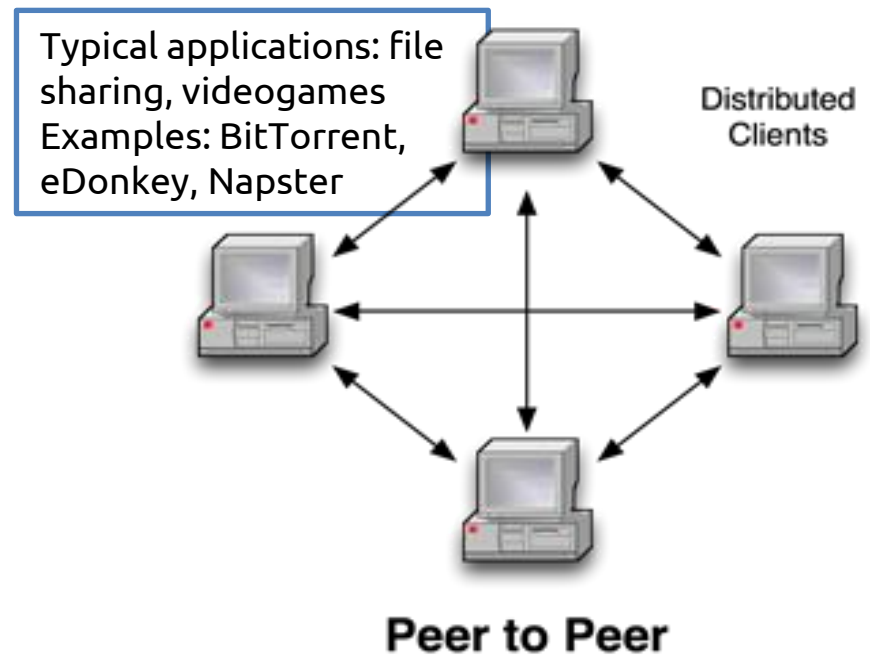 Typical applications: file
sharing, videogames
Examples: BitTorrent,
eDonkey, Napster
Distributed
Clients
Peer to Peer